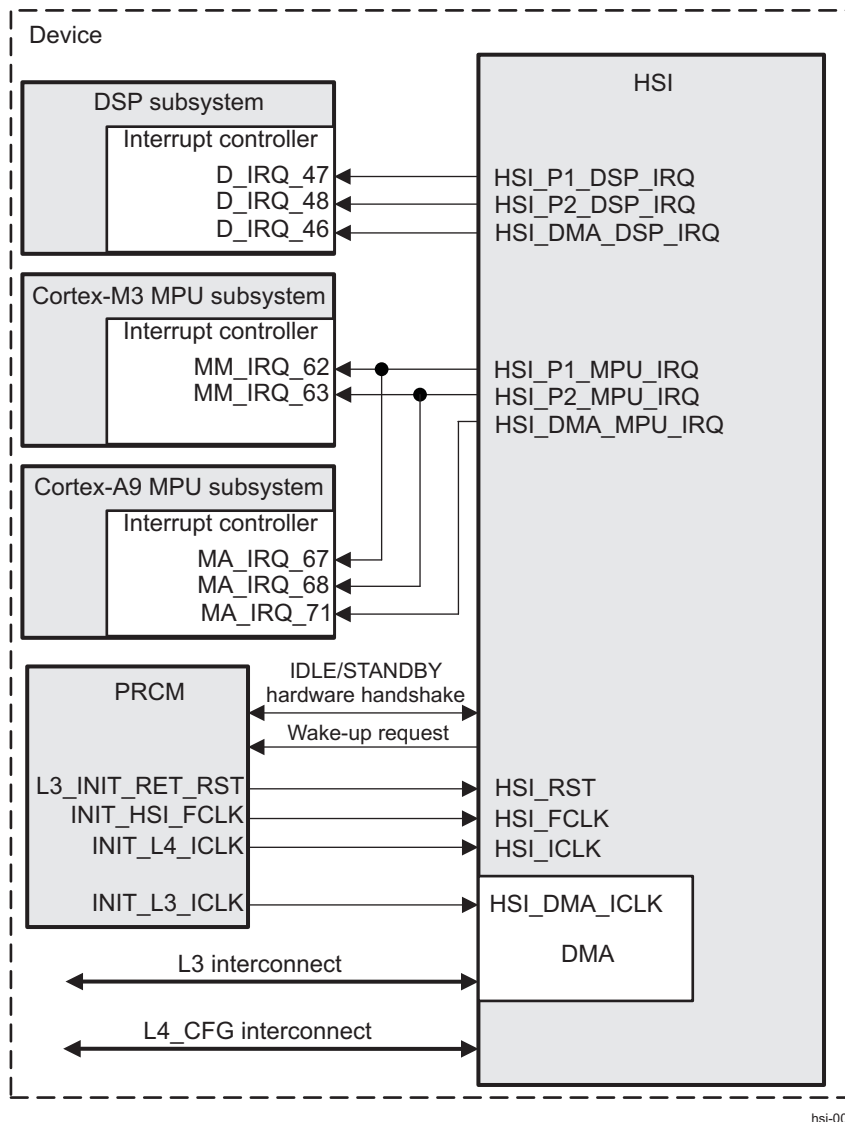 Device
HSI
DSP subsystem
Interrupt controller
D_IRQ_47
D_IRQ_48
D_IRQ_46
HSI_P1_DSP_IRQ
HSI_P2_DSP_IRQ
HSI_DMA_DSP_IRQ
Cortex-M3 MPU subsystem
Interrupt controller
MM_IRQ_62
MM_IRQ_63
HSI_P1_MPU_IRQ
HSI_P2_MPU_IRQ
HSI_DMA_MPU_IRQ
Cortex-A9 MPU subsystem
Interrupt controller
MA_IRQ_67
MA_IRQ_68
MA_IRQ_71
PRCM
IDLE/STANDBY
hardware handshake
Wake-up request
L3_INIT_RET_RST
INIT_HSI_FCLK
INIT_L4_ICLK
INIT_L3_ICLK
HSI_RST
HSI_FCLK
HSI_ICLK
HSI_DMA_ICLK
DMA
L3 interconnect
L4_CFG interconnect